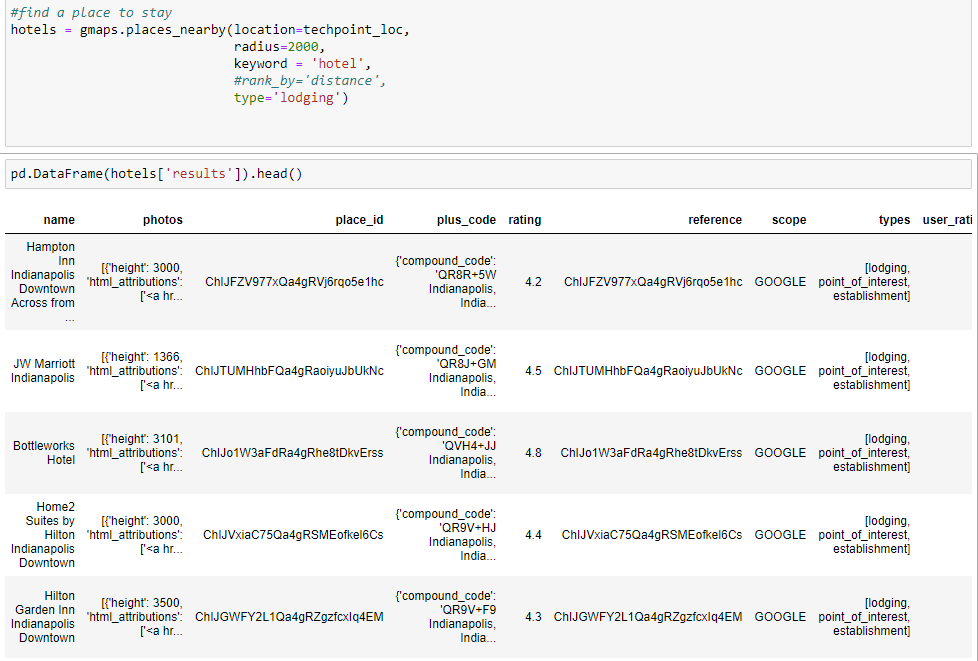 #find a place to stay
hotels = gmaps.places_nearby(location=techpoint_loc,
radius=2000,
keyword = 'hotel',
#rank_by='distance',
type='lodging')
pd.DataFrame(hotels['results']).head()
name photos place_id plus_code rating reference scope types user_rati
Hampton
Inn
Indianapolis
Downtown
Across from
...
[{'height': 3000,
'html_attributions':
['<a hr...
ChIJFZV977xQa4gRVj6rqo5e1hc
{'compound_code':
'QR8R+5W
Indianapolis,
India...
4.2
ChIJFZV977xQa4gRVj6rqo5e1hc
GOOGLE
[lodging,
point_of_interest,
establishment]
JW Marriott
Indianapolis
[{'height': 1366,
'html_attributions':
['<a hr...
ChIJTUMHhbFQa4gRaoiyuJbUkNc
{'compound_code':
'QR8J+GM
Indianapolis,
India...
4.5
ChIJTUMHhbFQa4gRaoiyuJbUkNc
GOOGLE
[lodging,
point_of_interest,
establishment]
Bottleworks
Hotel
[{'height': 3101,
'html_attributions':
['<a hr...
ChIJo1W3aFdRa4gRhe8tDkvErss
{'compound_code':
'QVH4+JJ
Indianapolis,
India...
4.8
ChIJo1W3aFdRa4gRhe8tDkvErss
GOOGLE
[lodging,
point_of_interest,
establishment]
Home2
Suites by
Hilton
Indianapolis
Downtown
[{'height': 3000,
'html_attributions':
['<a hr...
ChIJVxiaC75Qa4gRSMEofkel6Cs
{'compound_code':
'QR9V+HJ
Indianapolis,
India...
4.4
ChIJVxiaC75Qa4gRSMEofkel6Cs
GOOGLE
[lodging,
point_of_interest,
establishment]
Hilton
Garden Inn
Indianapolis
Downtown
[{'height': 3500,
'html_attributions':
['<a hr...
ChIJGWFY2L1Qa4gRZgzfcxIq4EM
{'compound_code':
'QR9V+F9
Indianapolis,
India...
4.3
ChIJGWFY2L1Qa4gRZgzfcxIq4EM
GOOGLE
[lodging,
point_of_interest,
establishment]